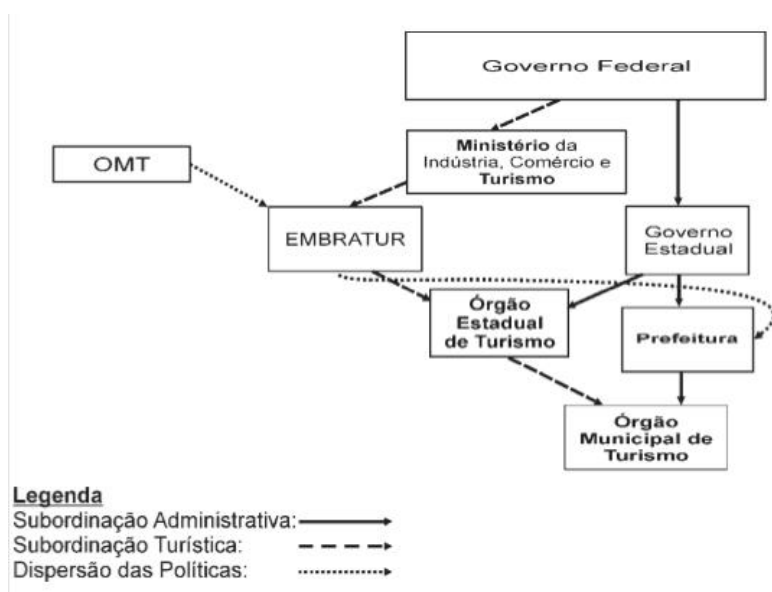 Governo Federal
Ministério da
Indústria, Comércio e
Turismo
OMT
EMBRATUR
Governo
Estadual
Órgão
Estadual
de Turismo
Prefeitura
Órgão
Municipal de
Turismo
Legenda
Subordinação Administrativa:
Subordinação Turística:
Dispersão das Políticas: